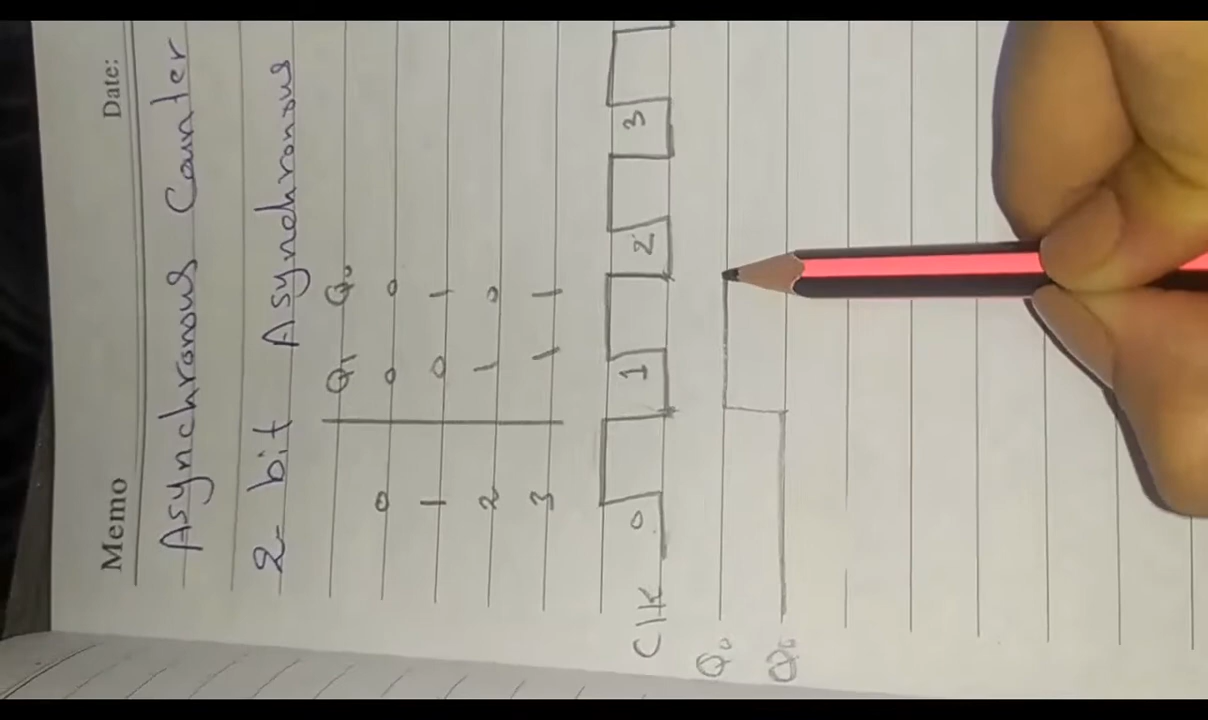 Memo Date:
Asynchronous Counter
2-bit Asynchronous
Q1 Q0
0 0 0
1 0 1
2 1 0
3 1 1
Clk 0 1 2 3
Q0